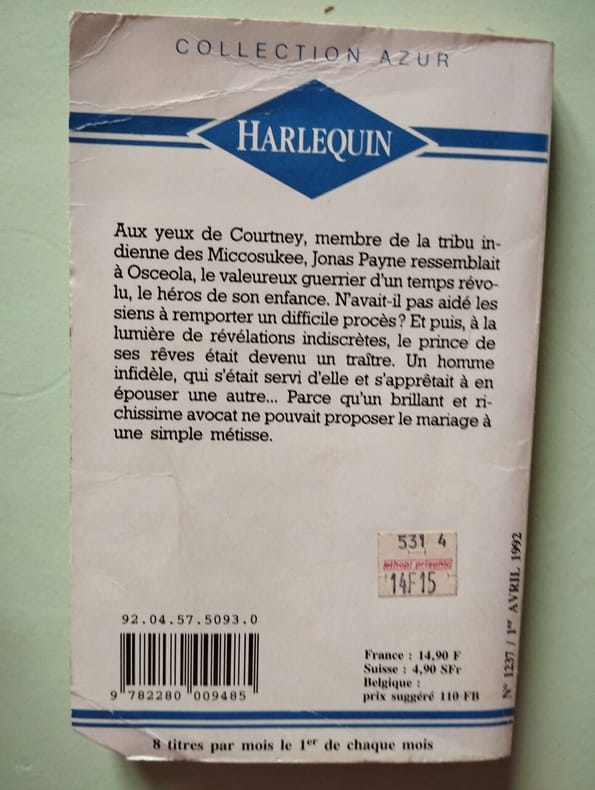 COLLECTION AZUR
HARLEQUIN
Aux yeux de Courtney, membre de la tribu in-
dienne des Miccosukee, Jonas Payne ressemblait
à Osceola, le valeureux guerrier d'un temps révo-
lu, le héros de son enfance. N'avait-il pas aidé les
siens à remporter un difficile procès ? Et puis, à la
lumière de révélations indiscrètes, le prince de
ses rêves était devenu un traître. Un homme
infidèle, qui s'était servi d'elle et s'apprêtait à en
épouser une autre... Parce qu'un brillant et ri-
chissime avocat ne pouvait proposer le mariage à
une simple métisse.
531 4
prisunic
14F15
92.04.57.5093.0
9 782280 009485
France : 14,90 F
Suisse : 4,90 SFr
Belgique :
prix suggéré 110 FB
N° 1237 / 1er AVRIL 1992
8 titres par mois le 1er de chaque mois